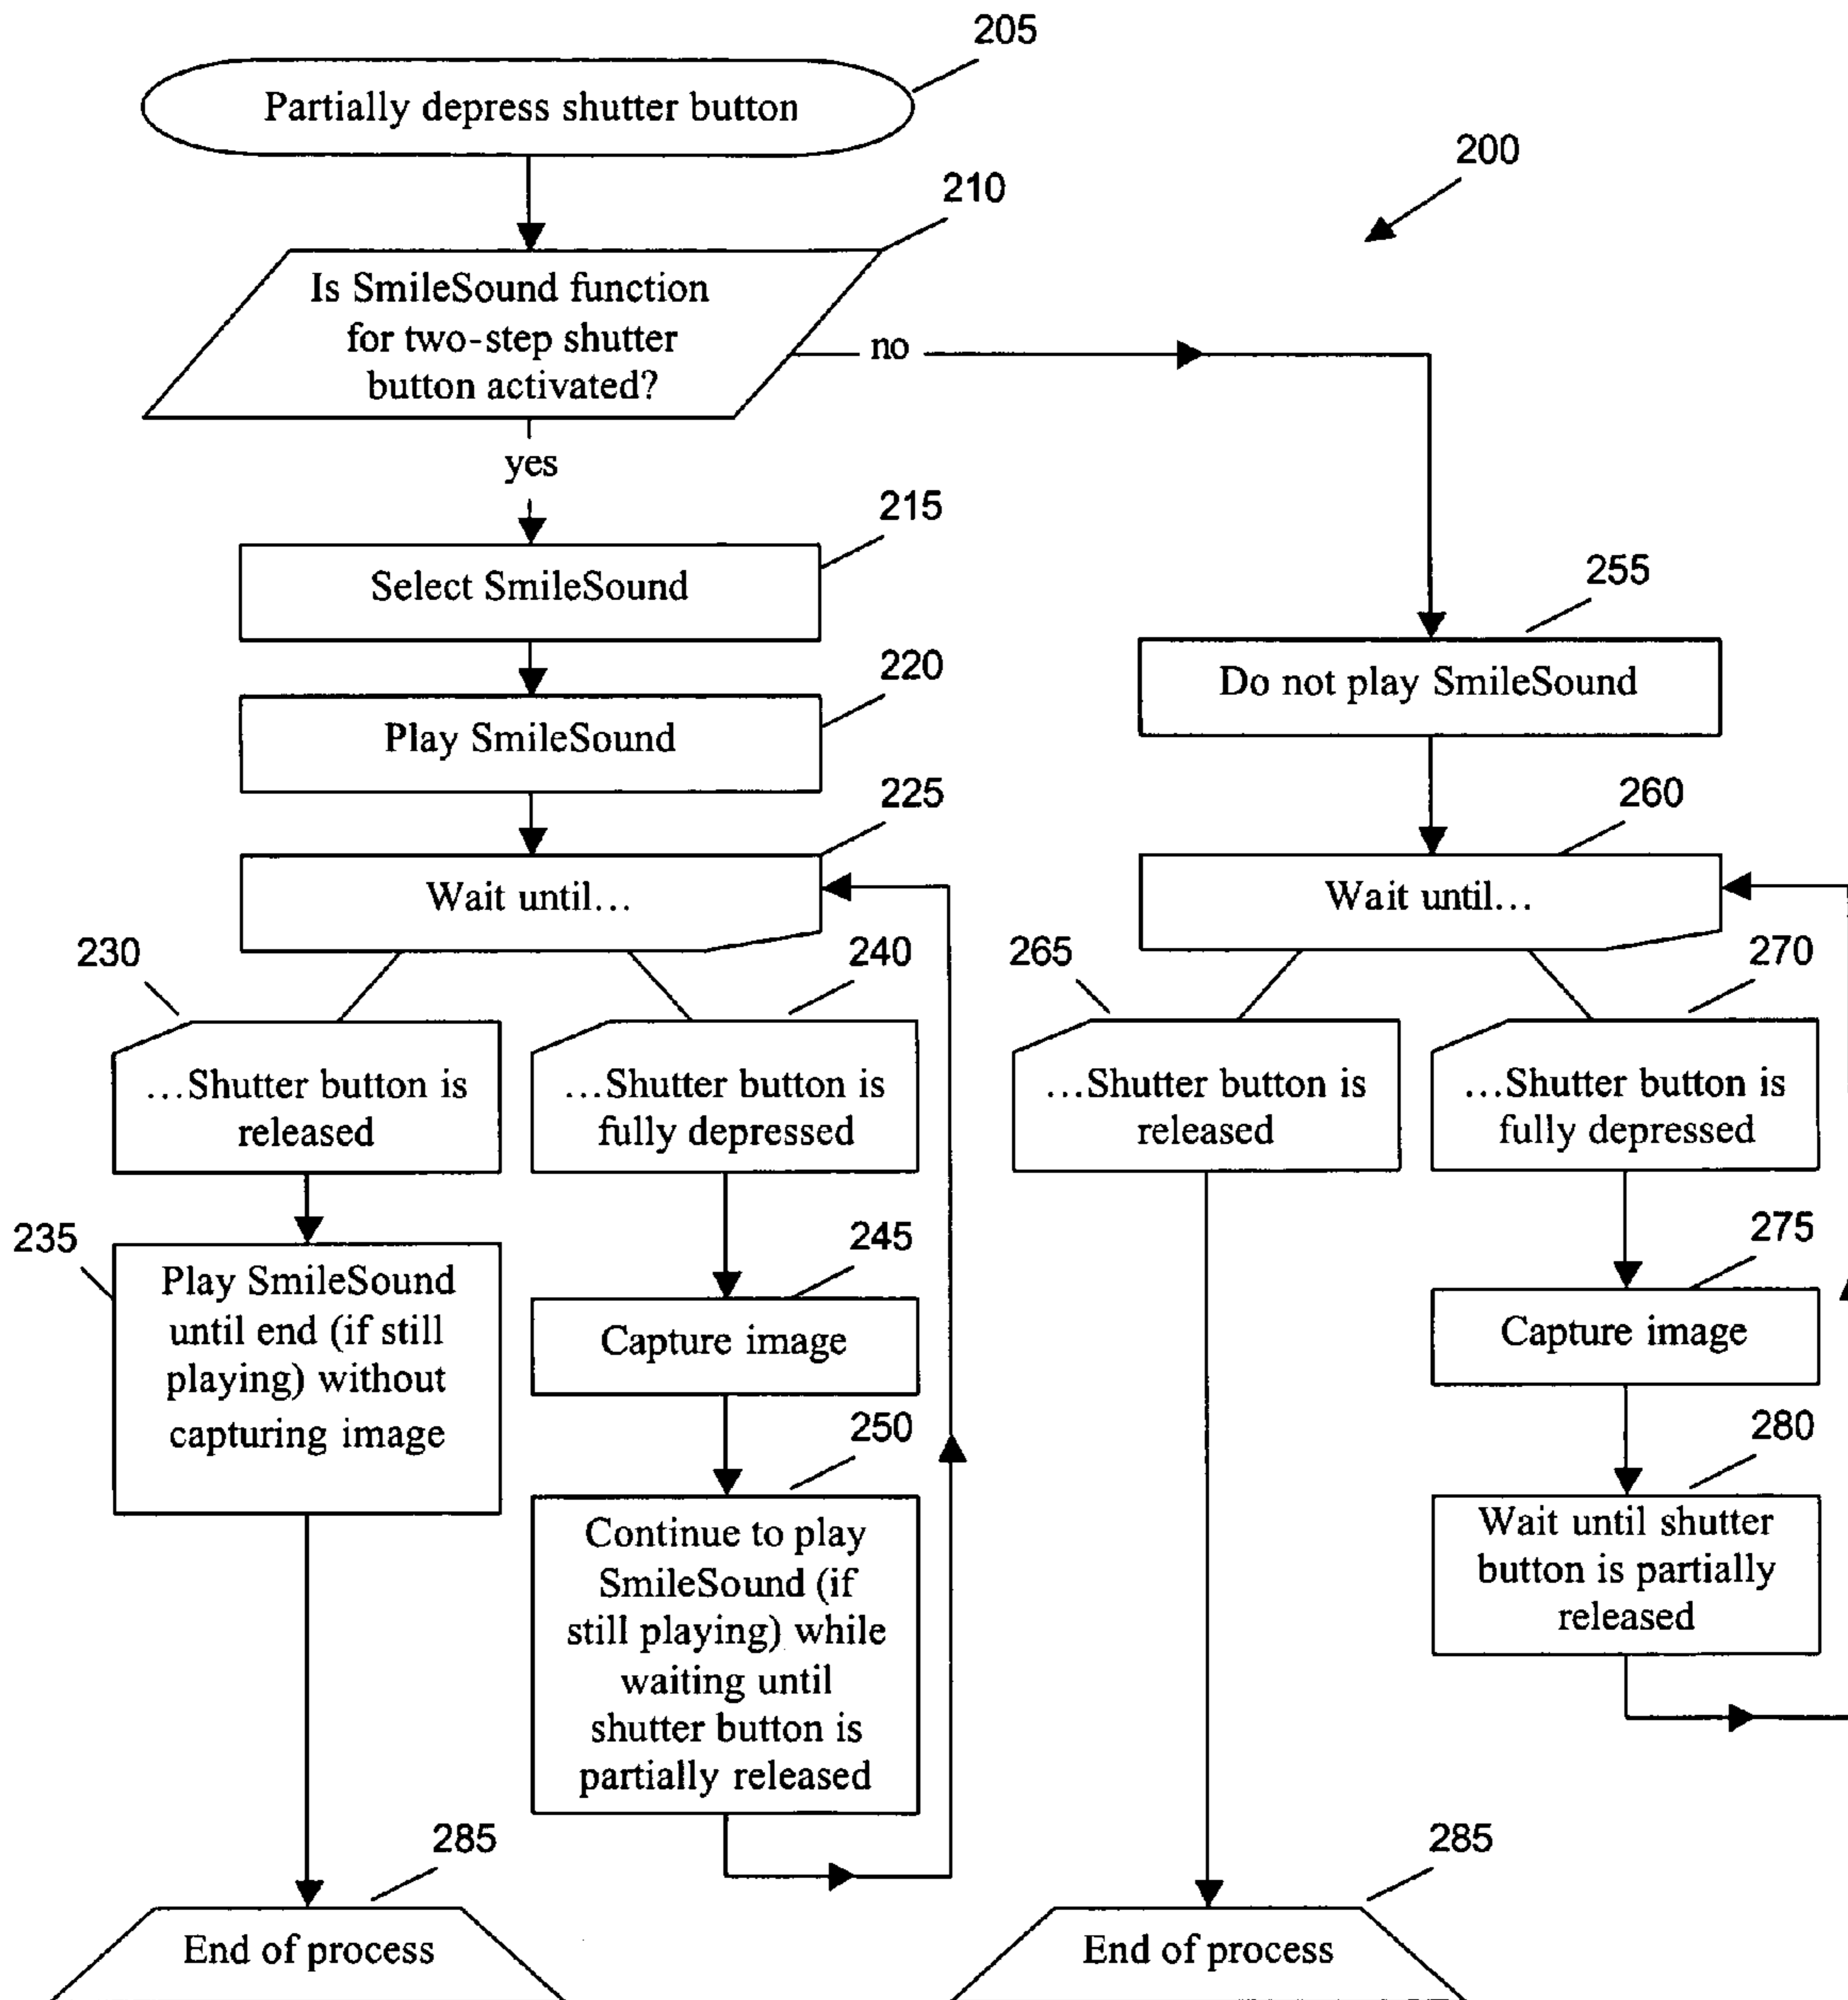 205
Partially depress shutter button
200
210
Is SmileSound function
for two-step shutter
button activated?
no
yes
215
Select SmileSound
255
220
Do not play SmileSound
Play SmileSound
225
260
Wait until...
Wait until...
230
240
265
270
...Shutter button is
released
...Shutter button is
fully depressed
...Shutter button is
released
...Shutter button is
fully depressed
235
Play SmileSound
until end (if still
playing) without
capturing image
245
Capture image
275
Capture image
250
Continue to play
SmileSound (if
still playing) while
waiting until
shutter button is
partially released
280
Wait until shutter
button is partially
released
285
End of process
285
End of process